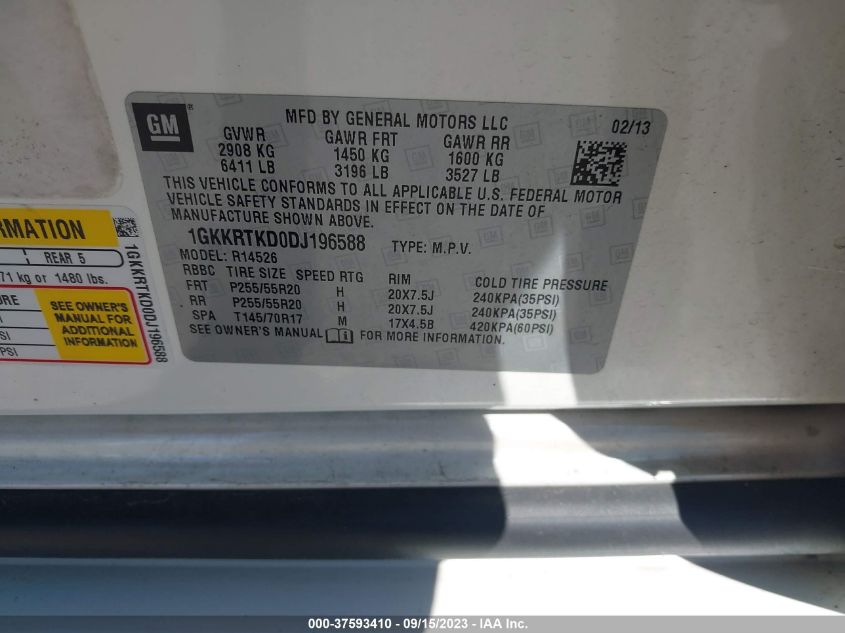 GM
MFD BY GENERAL MOTORS LLC
02/13
GVWR GAWR FRT GAWR RR
2908 KG 1450 KG 1600 KG
6411 LB 3196 LB 3527 LB
THIS VEHICLE CONFORMS TO ALL APPLICABLE U.S. FEDERAL MOTOR
VEHICLE SAFETY STANDARDS IN EFFECT ON THE DATE OF
MANUFACTURE SHOWN ABOVE.
1GKKRTKD0DJ196588 TYPE: M.P.V.
MODEL: R14526
RBBC TIRE SIZE SPEED RTG RIM COLD TIRE PRESSURE
FRT P255/55R20 H 20X7.5J 240KPA(35PSI)
RR P255/55R20 H 20X7.5J 240KPA(35PSI)
SPA T145/70R17 M 17X4.5B 420KPA(60PSI)
SEE OWNER'S MANUAL FOR MORE INFORMATION.
RMATION
REAR 5
71 kg or 1480 lbs.
URE
SI
SI
PSI
SEE OWNER'S
MANUAL FOR
ADDITIONAL
INFORMATION
1GKKRTKD0DJ196588
000-37593410 - 09/15/2023 - IAA Inc.